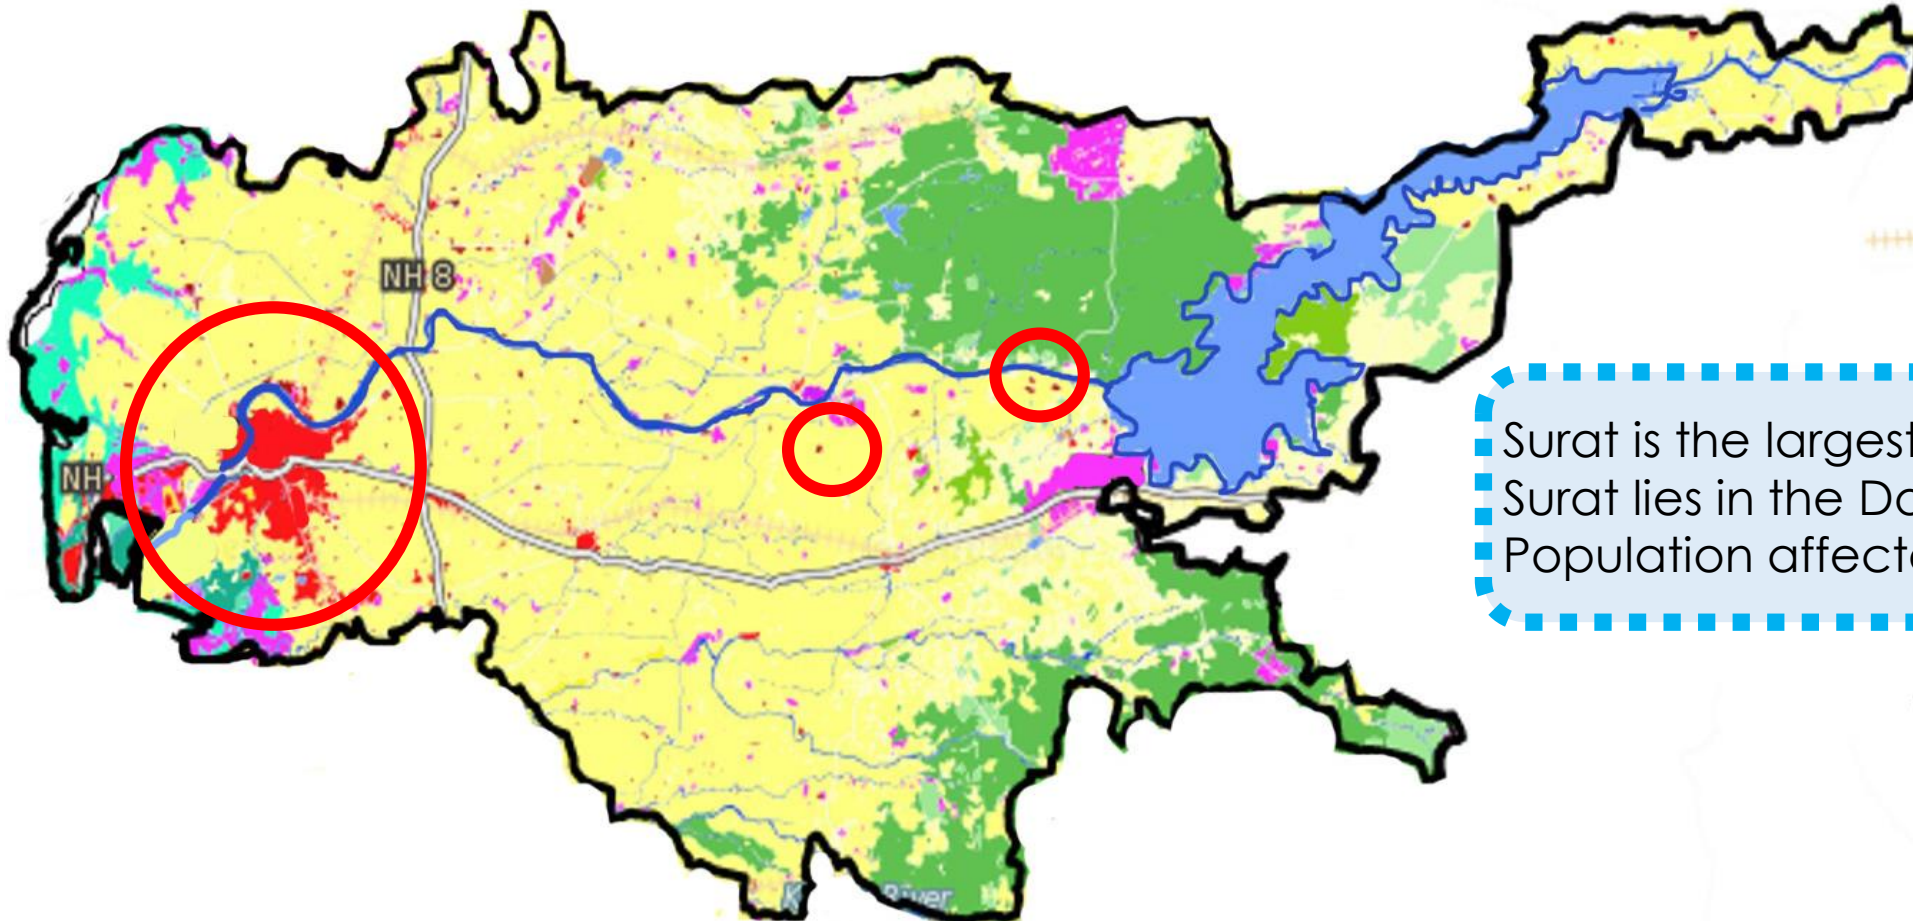 NH 8
NH
Surat is the largest
Surat lies in the Do
Population affecte
River